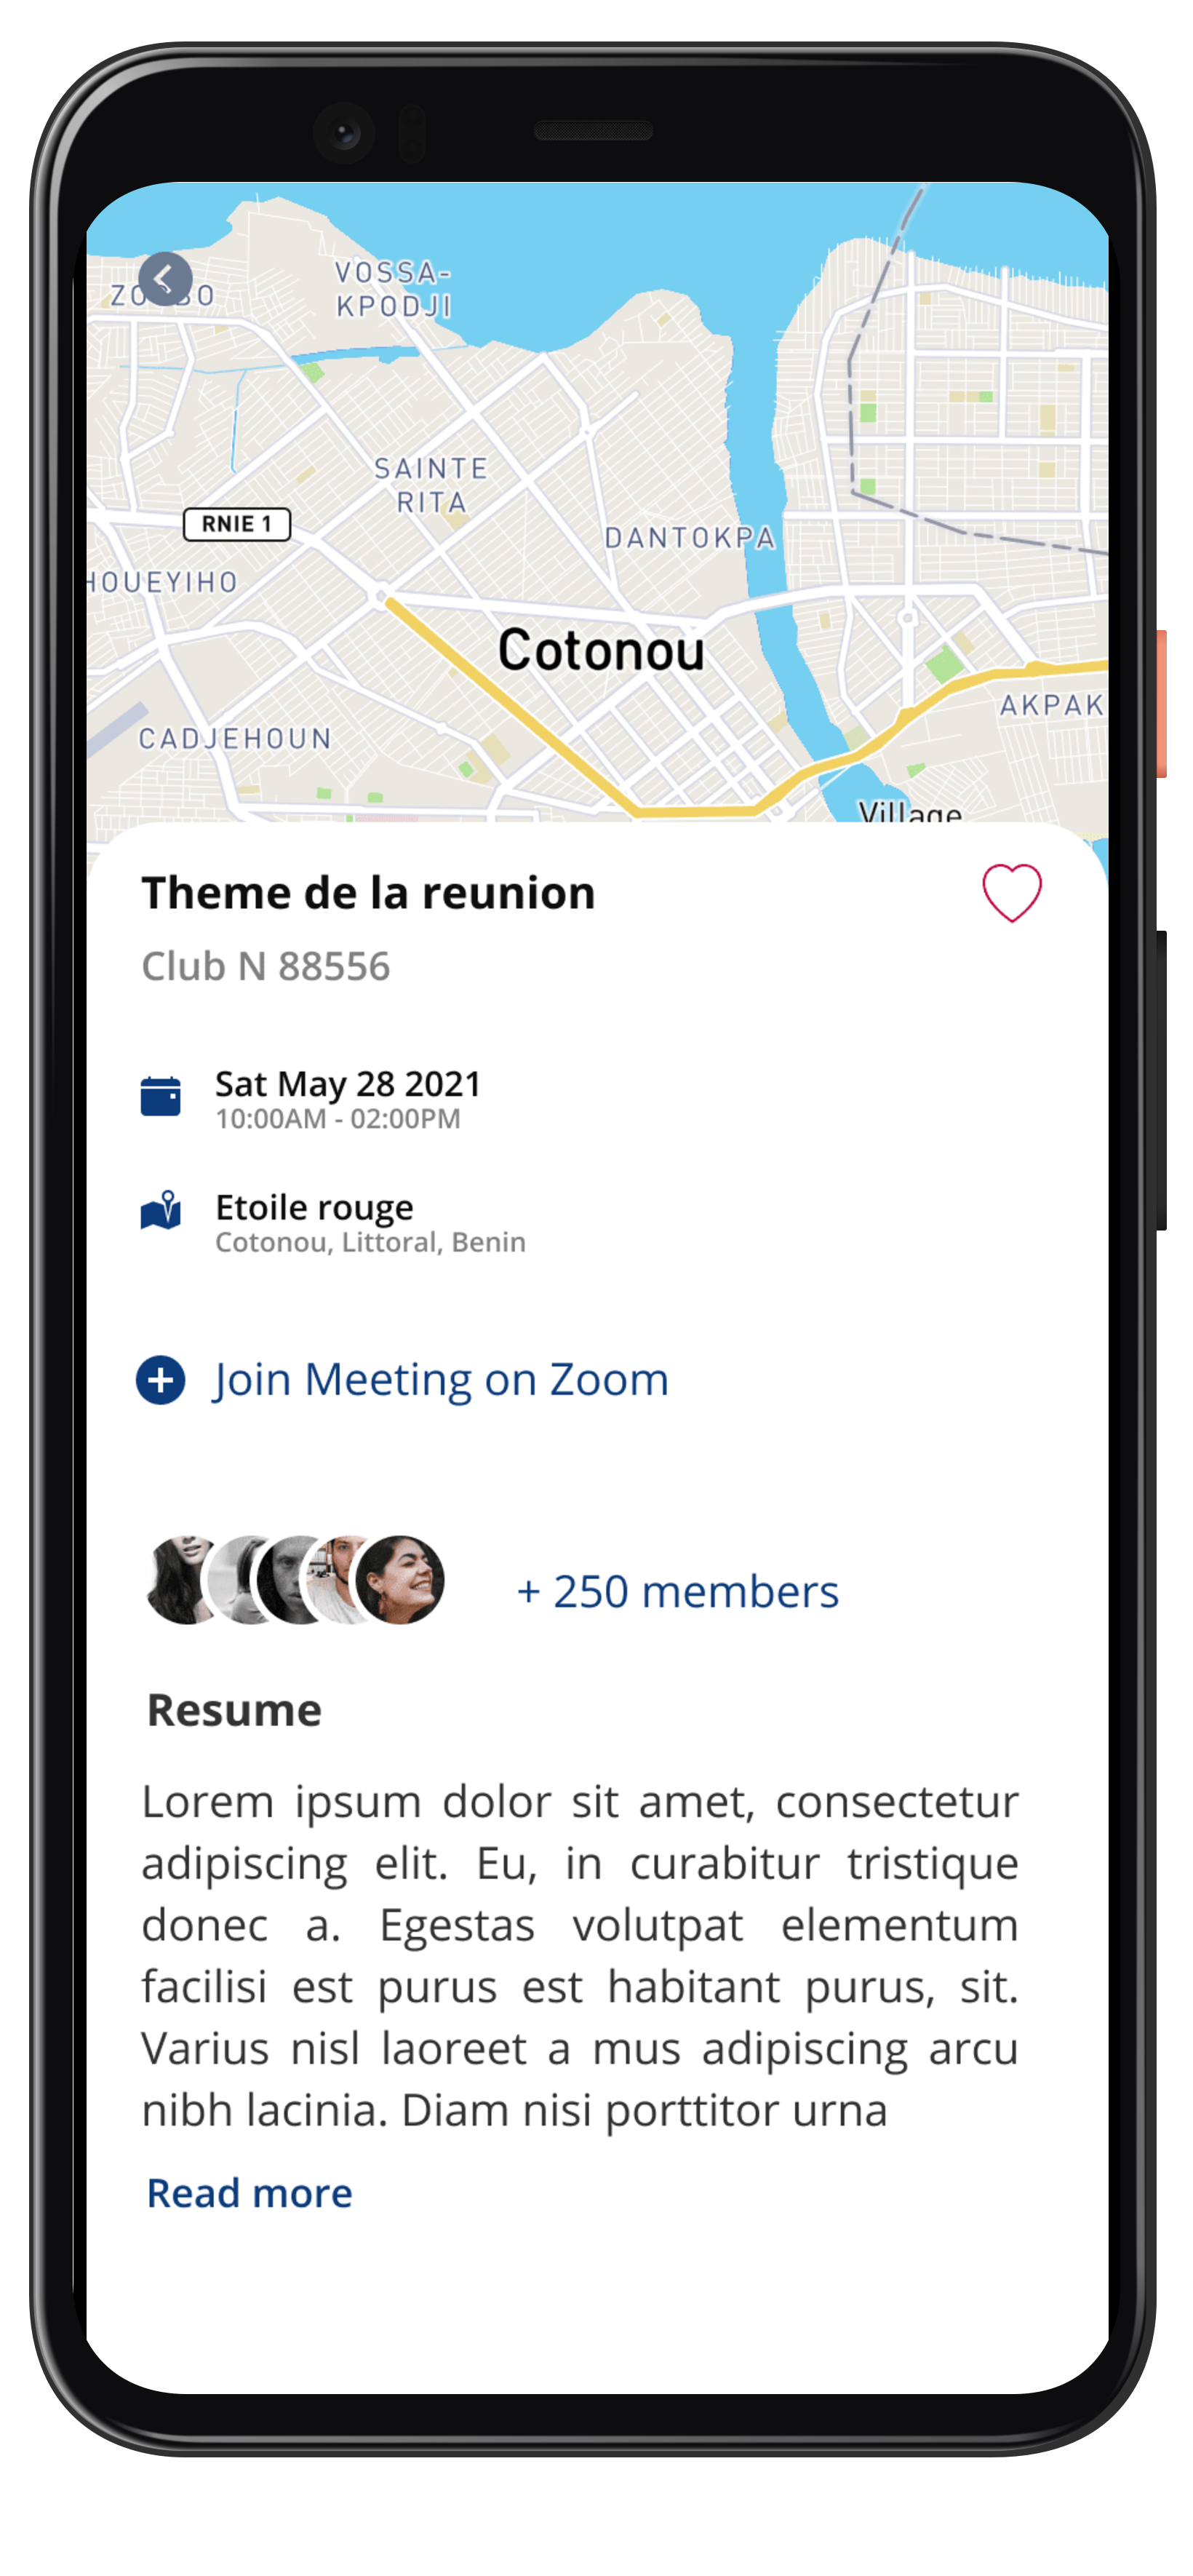 VOSSA-
KPODJI
SAINTE
RITA
RNIE 1
DANTOKPA
HOUEYIHO
Cotonou
AKPAK
CADJEHOUN
Village
Theme de la reunion
Club N 88556
Sat May 28 2021
10:00AM - 02:00PM
Etoile rouge
Cotonou, Littoral, Benin
Join Meeting on Zoom
+ 250 members
Resume
Lorem ipsum dolor sit amet, consectetur
adipiscing elit. Eu, in curabitur tristique
donec a. Egestas volutpat elementum
facilisi est purus est habitant purus, sit.
Varius nisl laoreet a mus adipiscing arcu
nibh lacinia. Diam nisi porttitor urna
Read more